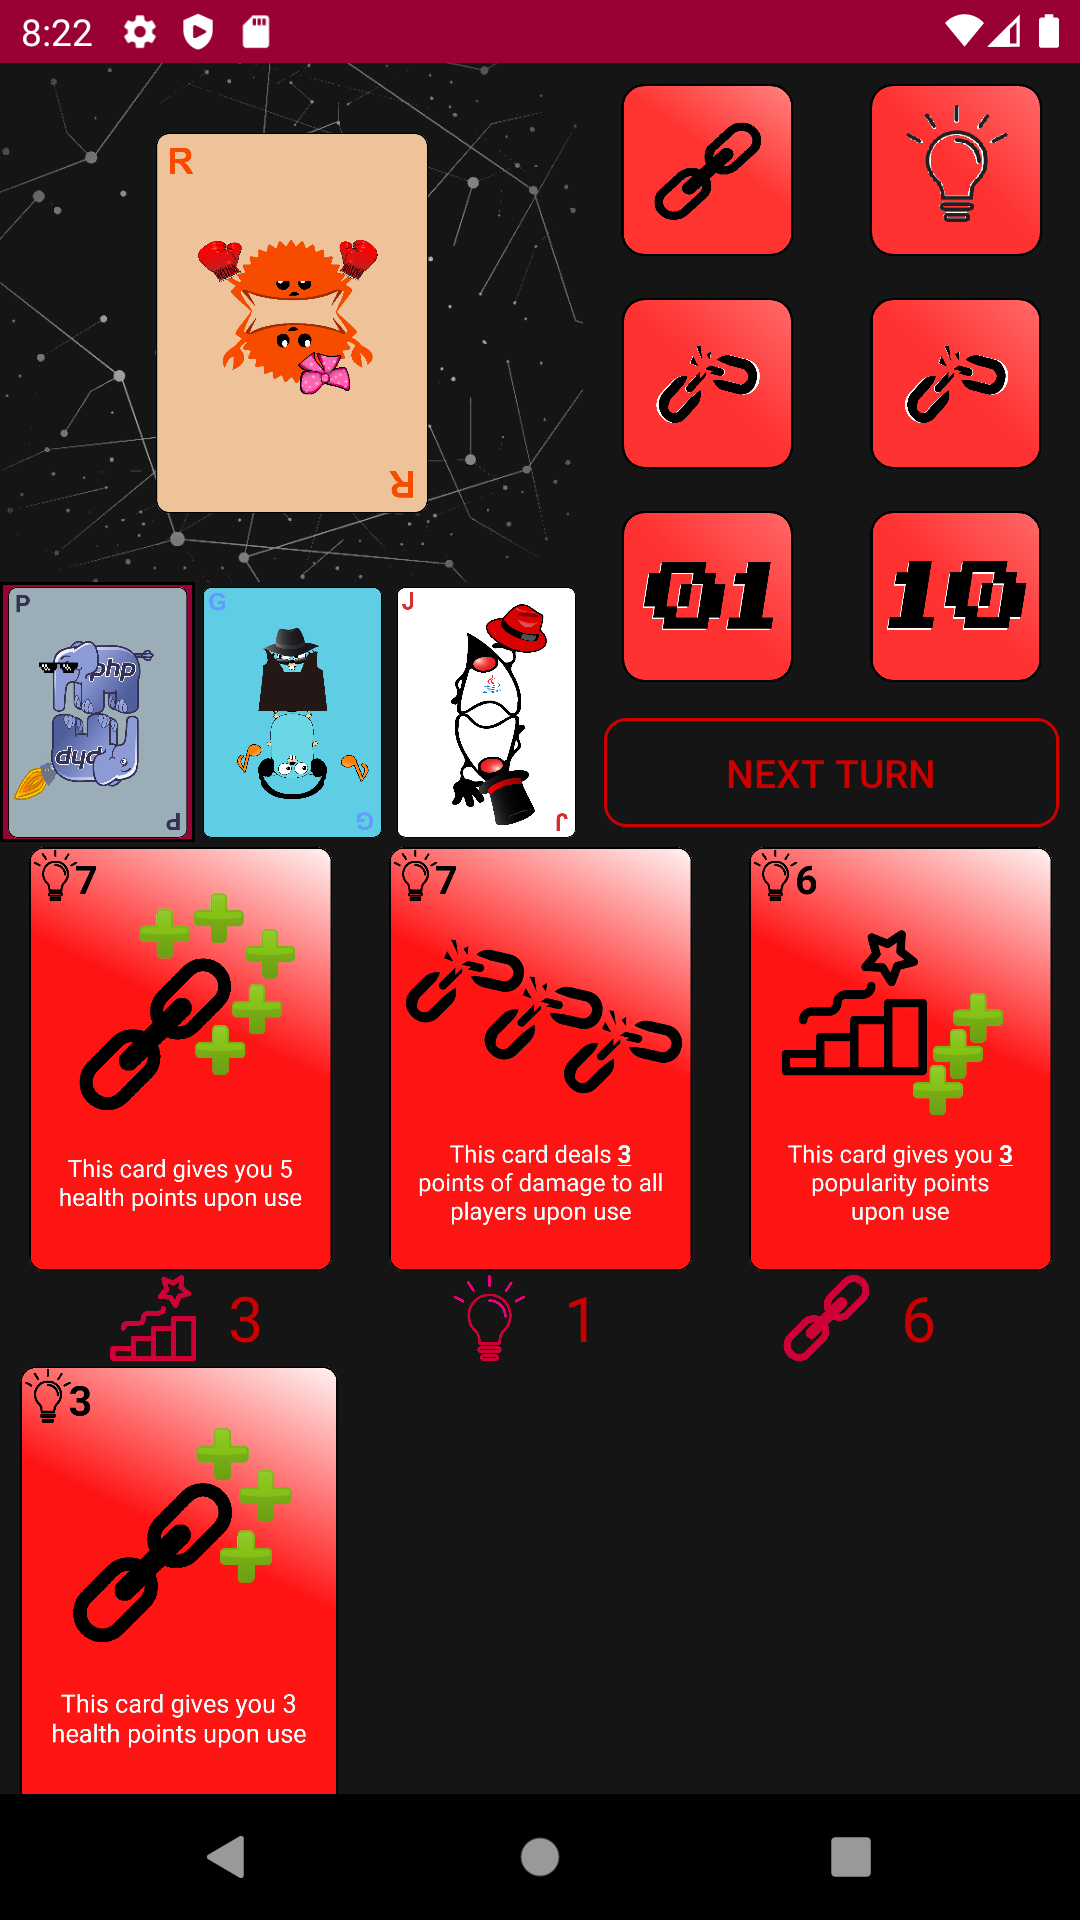 8:22
R
R
01
10
P
php
php
P
G
G
J
J
NEXT TURN
7
This card gives you 5
health points upon use
7
This card deals 3
points of damage to all
players upon use
6
This card gives you 3
popularity points
upon use
3
1
6
3
This card gives you 3
health points upon use